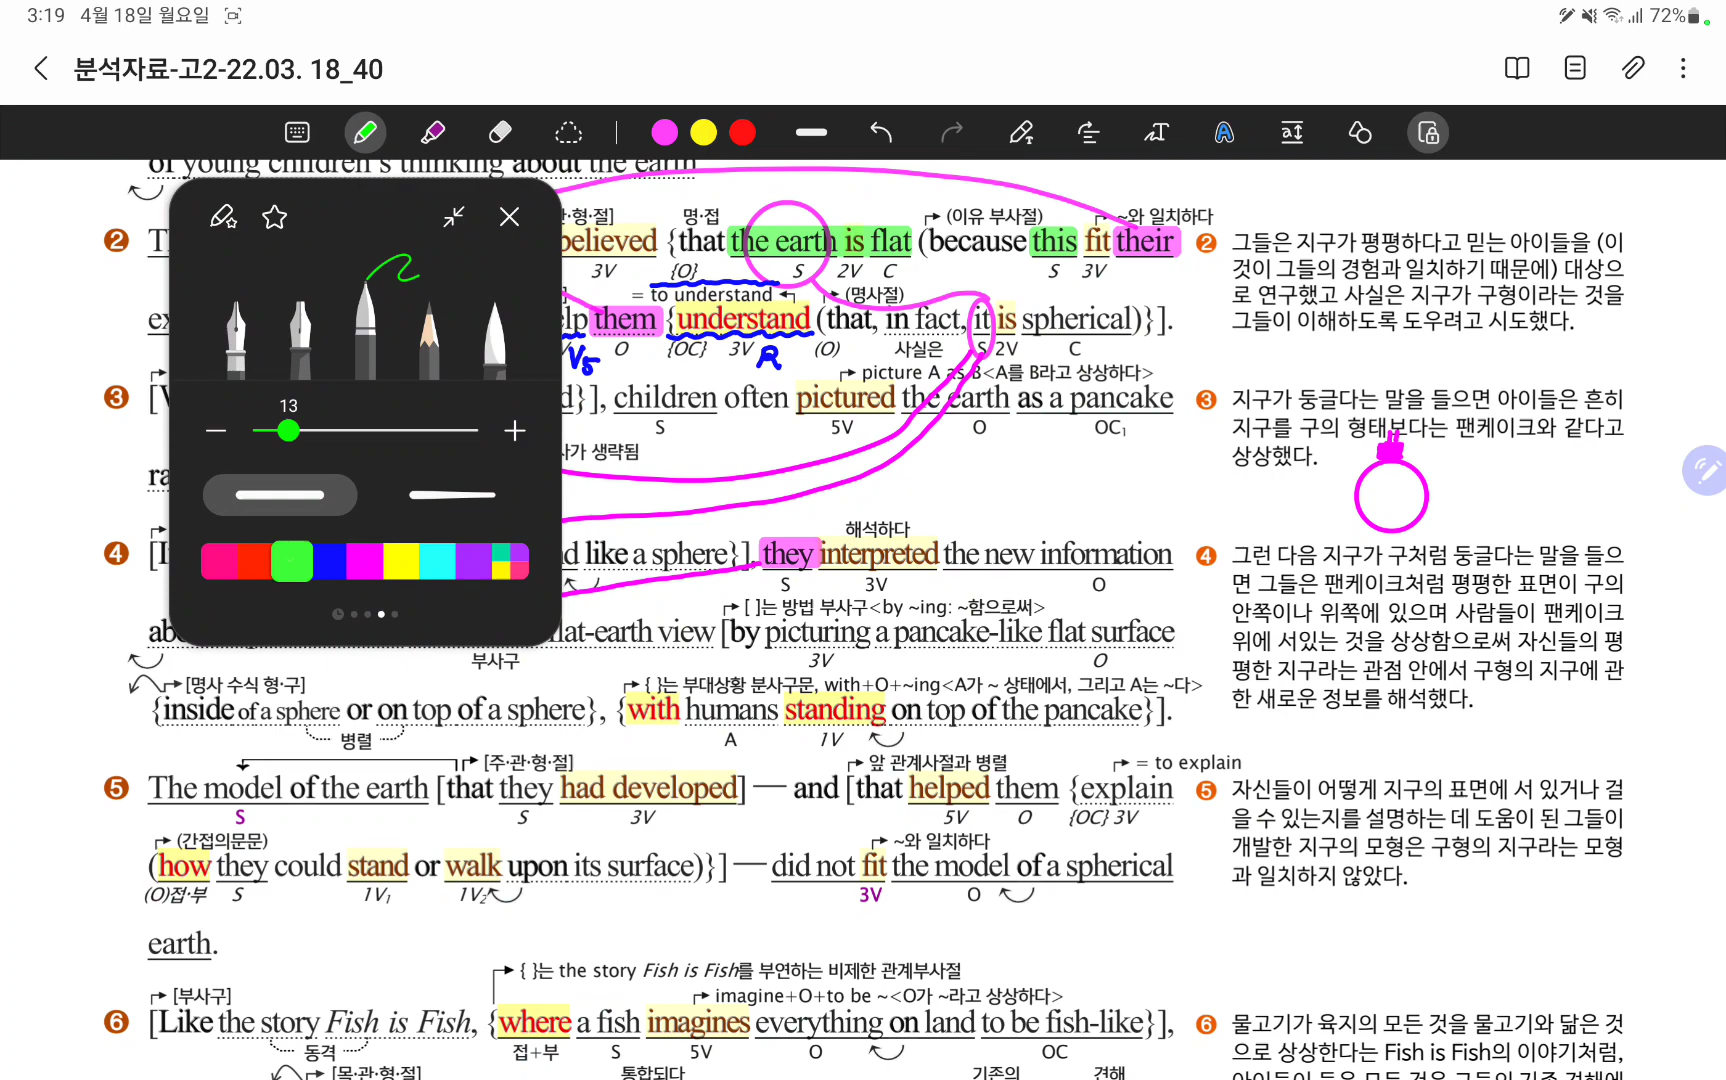 3:19 4월 18일 월요일 72%
분석자료-고2-22.03. 18_40
of young children's thinking about the earth
관·형·절] 명·접 (이유 부사절) ~와 일치하다
2 believed {that the earth is flat (because this fit their
3V {O} S 2V C S 3V
= to understand (명사절)
them {understand (that, in fact, it is spherical)}].
V5 O {OC} 3V R (O) 사실은 S 2V C
picture A as B<A를 B라고 상상하다>
3 [ d}], children often pictured the earth as a pancake
S 5V O OC1
가 생략됨
ra
해석하다
4 [I d like a sphere}], they interpreted the new information
S 3V O
[ ]는 방법 부사구<by ~ing: ~함으로써>
ab flat-earth view [by picturing a pancake-like flat surface
부사구 3V O
[명사 수식 형·구] { }는 부대상황 분사구문, with+O+~ing<A가 ~ 상태에서, 그리고 A는 ~다>
{inside of a sphere or on top of a sphere}, {with humans standing on top of the pancake}].
병렬 A 1V
[주·관·형·절] 앞 관계사절과 병렬 = to explain
5 The model of the earth [that they had developed] — and [that helped them {explain
S S 3V 5V O {OC} 3V
(간접의문문) ~와 일치하다
(how they could stand or walk upon its surface)}] — did not fit the model of a spherical
(O)접·부 S 1V1 1V2 3V O
earth.
{ }는 the story Fish is Fish를 부연하는 비제한 관계부사절
[부사구] imagine+O+to be ~<O가 ~라고 상상하다>
6 [Like the story Fish is Fish, {where a fish imagines everything on land to be fish-like}],
동격 접+부 S 5V O OC
[목·관·형·절] 통합되다 기존의 견해
2 그들은 지구가 평평하다고 믿는 아이들을 (이
것이 그들의 경험과 일치하기 때문에) 대상으
로 연구했고 사실은 지구가 구형이라는 것을
그들이 이해하도록 도우려고 시도했다.
3 지구가 둥글다는 말을 들으면 아이들은 흔히
지구를 구의 형태보다는 팬케이크와 같다고
상상했다.
4 그런 다음 지구가 구처럼 둥글다는 말을 들으
면 그들은 팬케이크처럼 평평한 표면이 구의
안쪽이나 위쪽에 있으며 사람들이 팬케이크
위에 서있는 것을 상상함으로써 자신들의 평
평한 지구라는 관점 안에서 구형의 지구에 관
한 새로운 정보를 해석했다.
5 자신들이 어떻게 지구의 표면에 서 있거나 걸
을 수 있는지를 설명하는 데 도움이 된 그들이
개발한 지구의 모형은 구형의 지구라는 모형
과 일치하지 않았다.
6 물고기가 육지의 모든 것을 물고기와 닮은 것
으로 상상한다는 Fish is Fish의 이야기처럼,
13